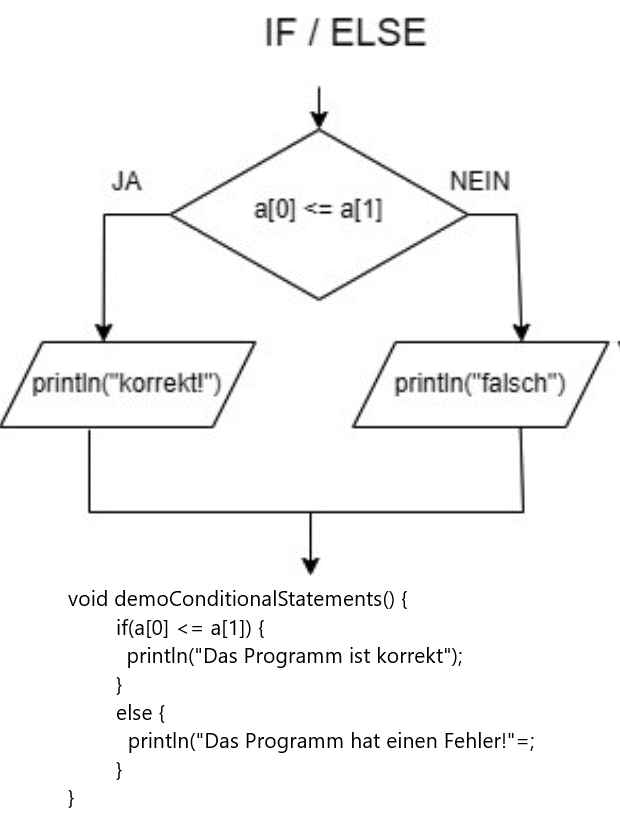 IF / ELSE
JA
NEIN
a[0] <= a[1]
println("korrekt!")
println("falsch")
void demoConditionalStatements() {
if(a[0] <= a[1]) {
println("Das Programm ist korrekt");
}
else {
println("Das Programm hat einen Fehler!"=;
}
}